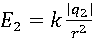 E₂ = k |q₂| / r²